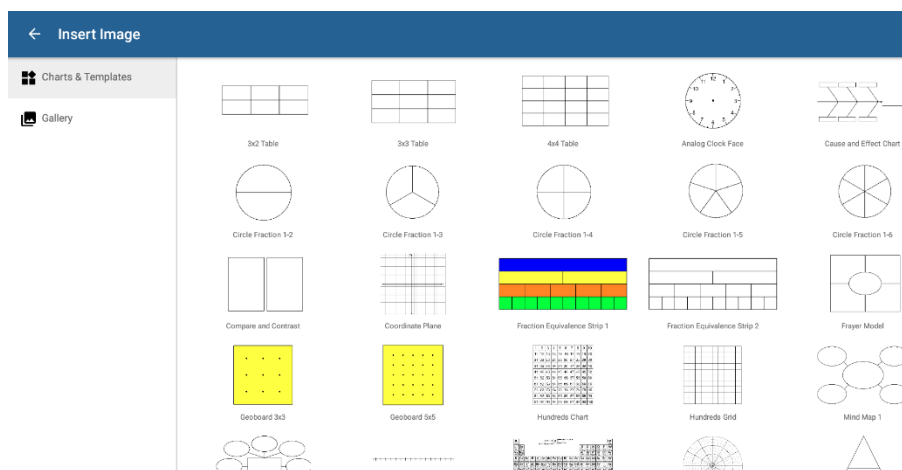 Insert Image
Charts & Templates
Gallery
3x2 Table
3x3 Table
4x4 Table
Analog Clock Face
Cause and Effect Chart
Circle Fraction 1-2
Circle Fraction 1-3
Circle Fraction 1-4
Circle Fraction 1-5
Circle Fraction 1-6
Compare and Contrast
Coordinate Plane
Fraction Equivalence Strip 1
Fraction Equivalence Strip 2
Frayer Model
Geoboard 3x3
Geoboard 5x5
Hundreds Chart
Hundreds Grid
Mind Map 1